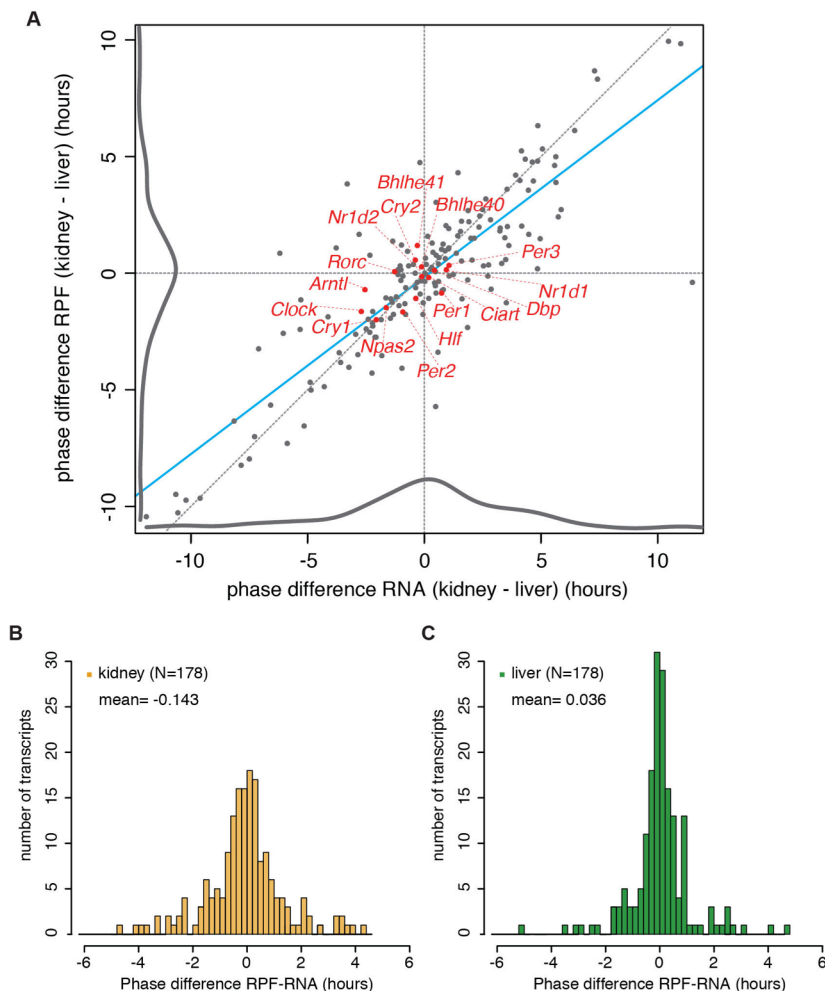 A
10
5
0
-5
-10
phase difference RPF (kidney - liver) (hours)
Bhlhe41
Cry2
Bhlhe40
Nr1d2
Per3
Rorc
Arntl
Nr1d1
Clock
Per1
Dbp
Cry1
Ciart
Npas2
Hlf
Per2
-10 -5 0 5 10
phase difference RNA (kidney - liver) (hours)
B
kidney (N=178)
mean= -0.143
30
25
20
15
10
5
0
number of transcripts
-6 -4 -2 0 2 4 6
Phase difference RPF-RNA (hours)
C
liver (N=178)
mean= 0.036
30
25
20
15
10
5
0
number of transcripts
-6 -4 -2 0 2 4 6
Phase difference RPF-RNA (hours)